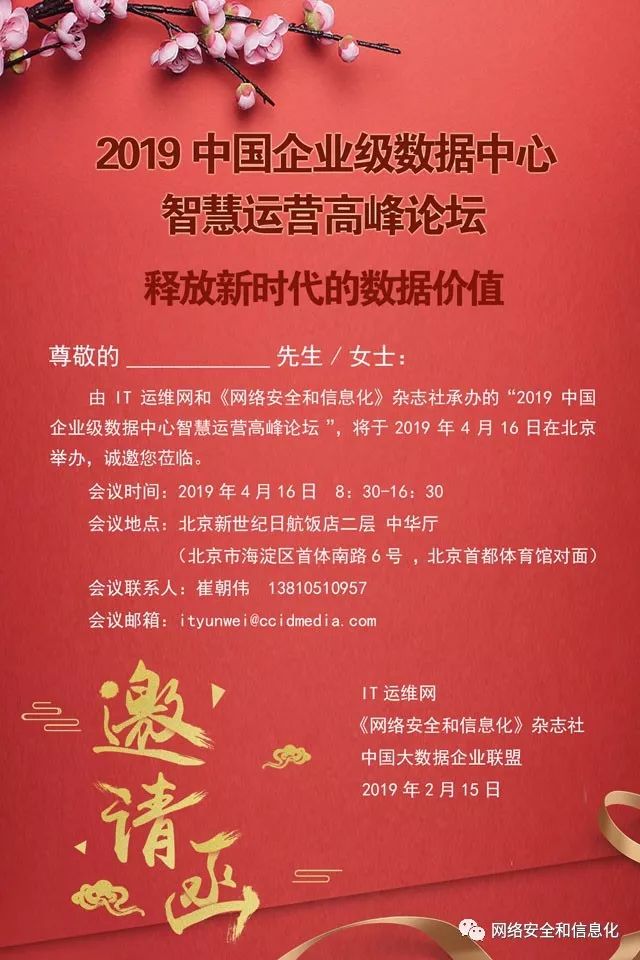 2019 中国企业级数据中心
智慧运营高峰论坛
释放新时代的数据价值
尊敬的 ____________ 先生/女士：
由 IT 运维网和《网络安全和信息化》杂志社承办的“2019 中国
企业级数据中心智慧运营高峰论坛 ”，将于 2019 年 4 月 16 日在北京
举办，诚邀您莅临。
会议时间：2019 年 4 月 16 日 8：30-16：30
会议地点：北京新世纪日航饭店二层 中华厅
（北京市海淀区首体南路 6 号 ，北京首都体育馆对面）
会议联系人：崔朝伟 13810510957
会议邮箱：ityunwei@ccidmedia.com
IT 运维网
《网络安全和信息化》杂志社
中国大数据企业联盟
2019 年 2 月 15 日
邀
请
函
网络安全和信息化